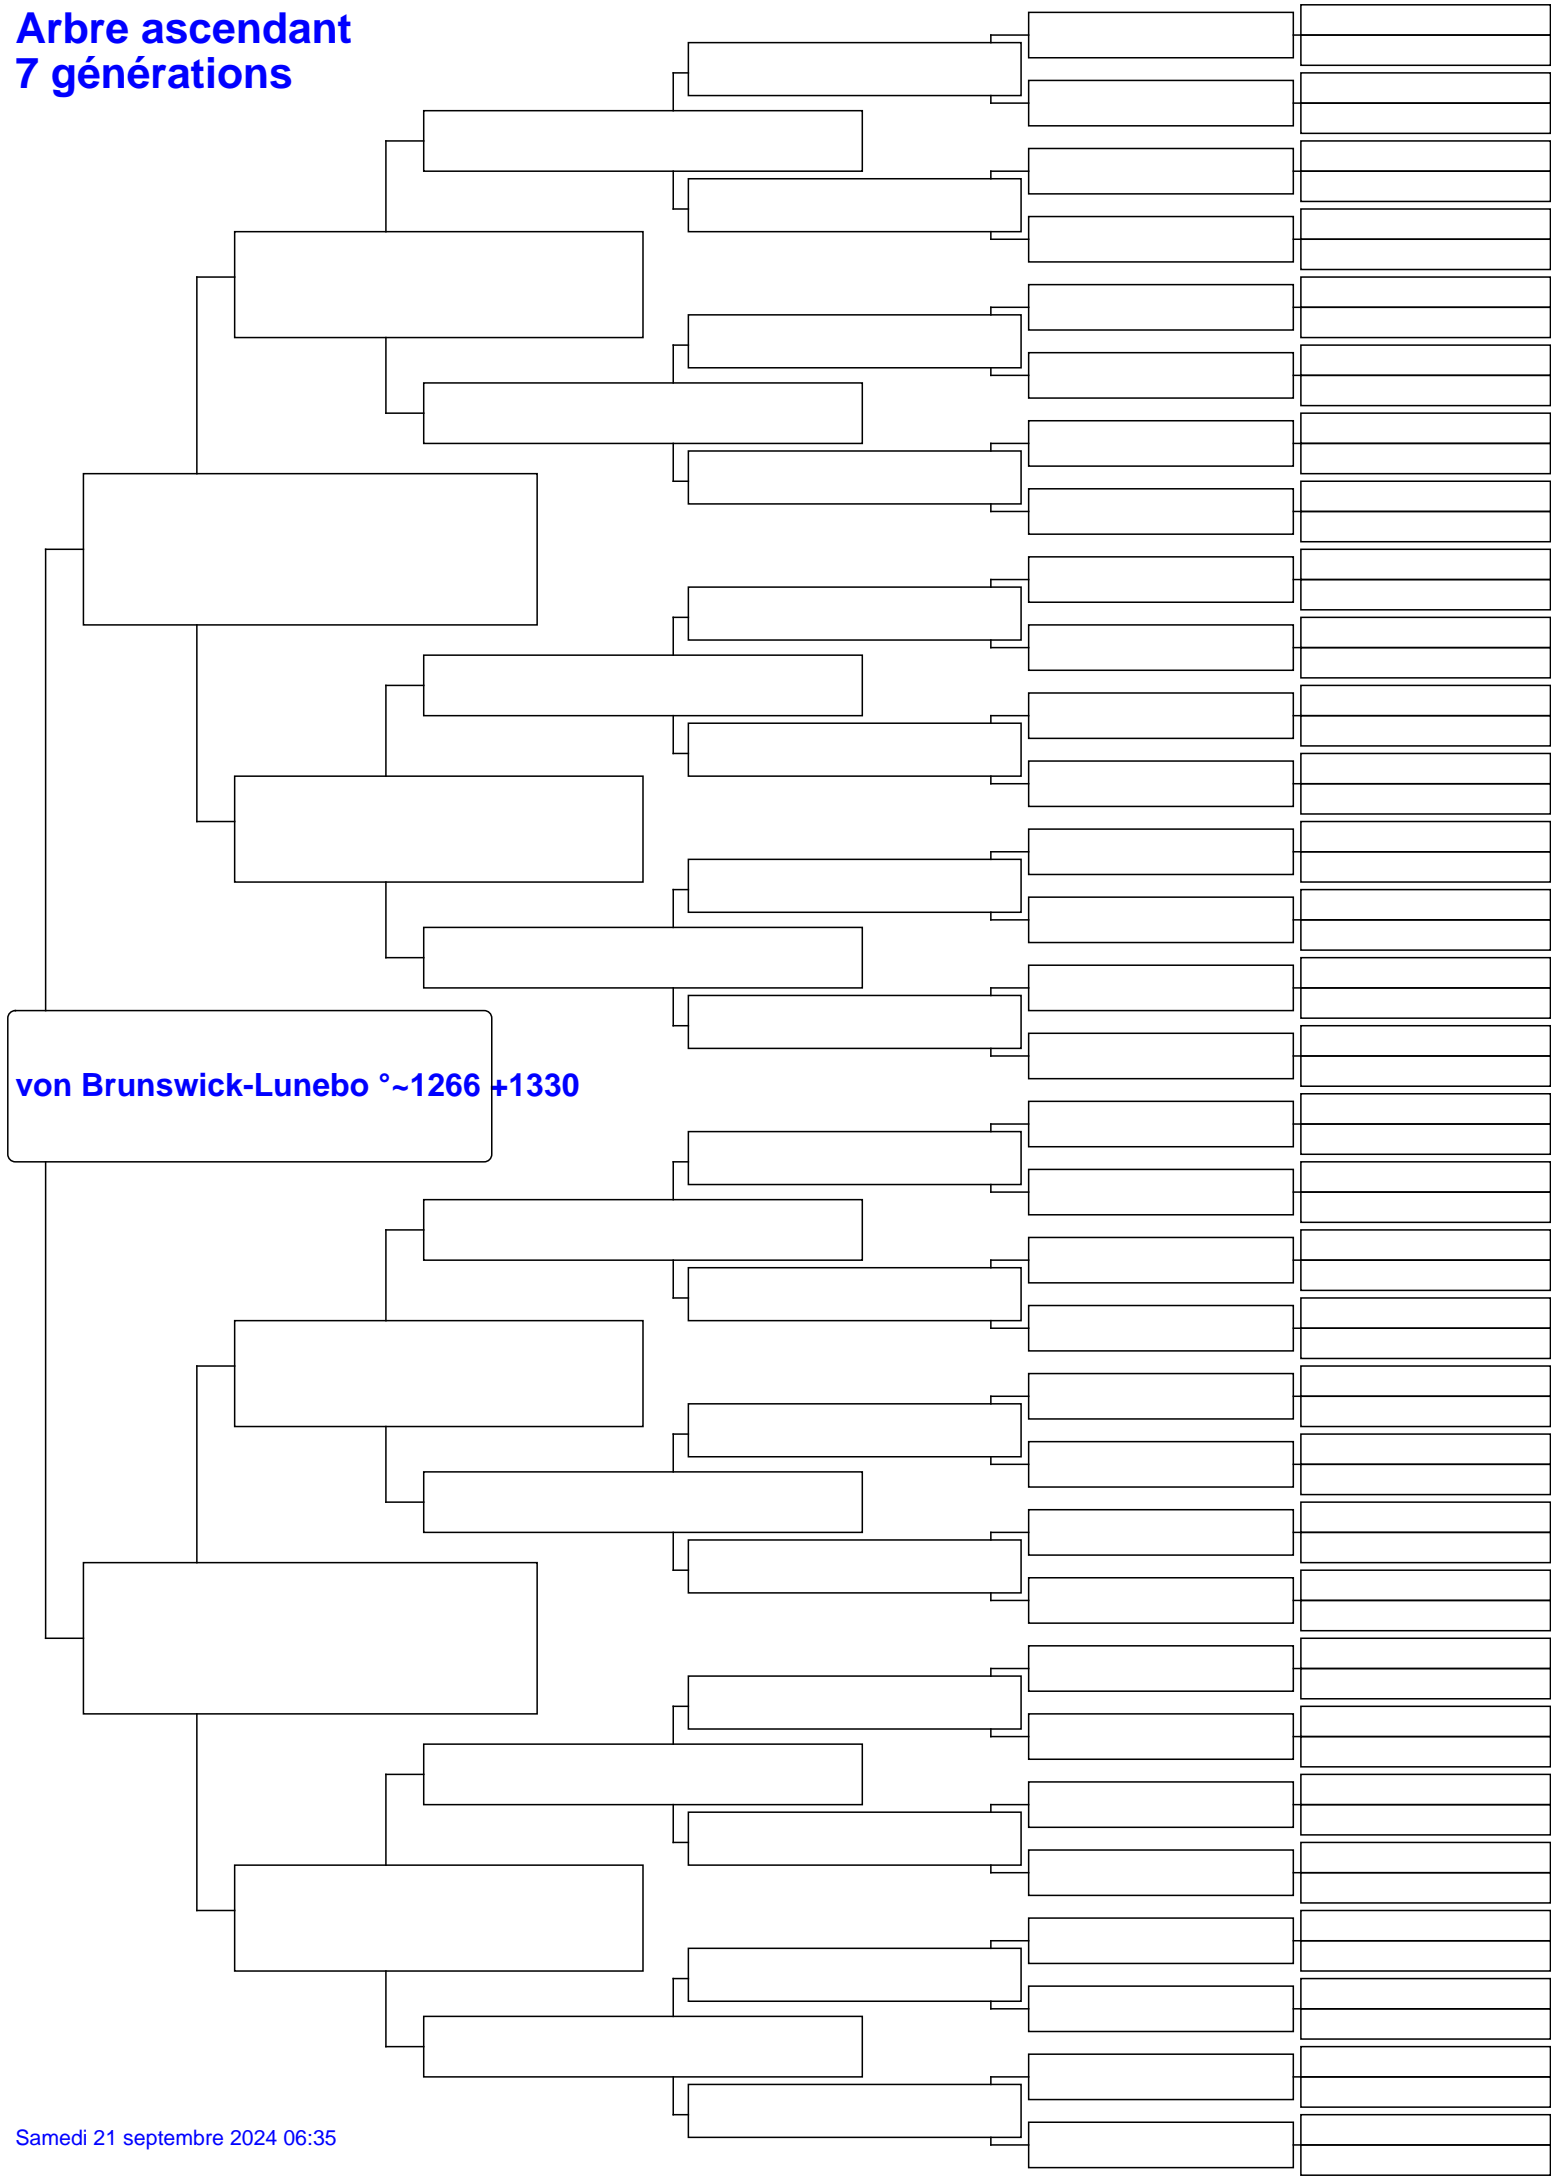 Arbre ascendant
7 générations
von Brunswick-Lunebo °~1266 +1330
Samedi 21 septembre 2024 06:35